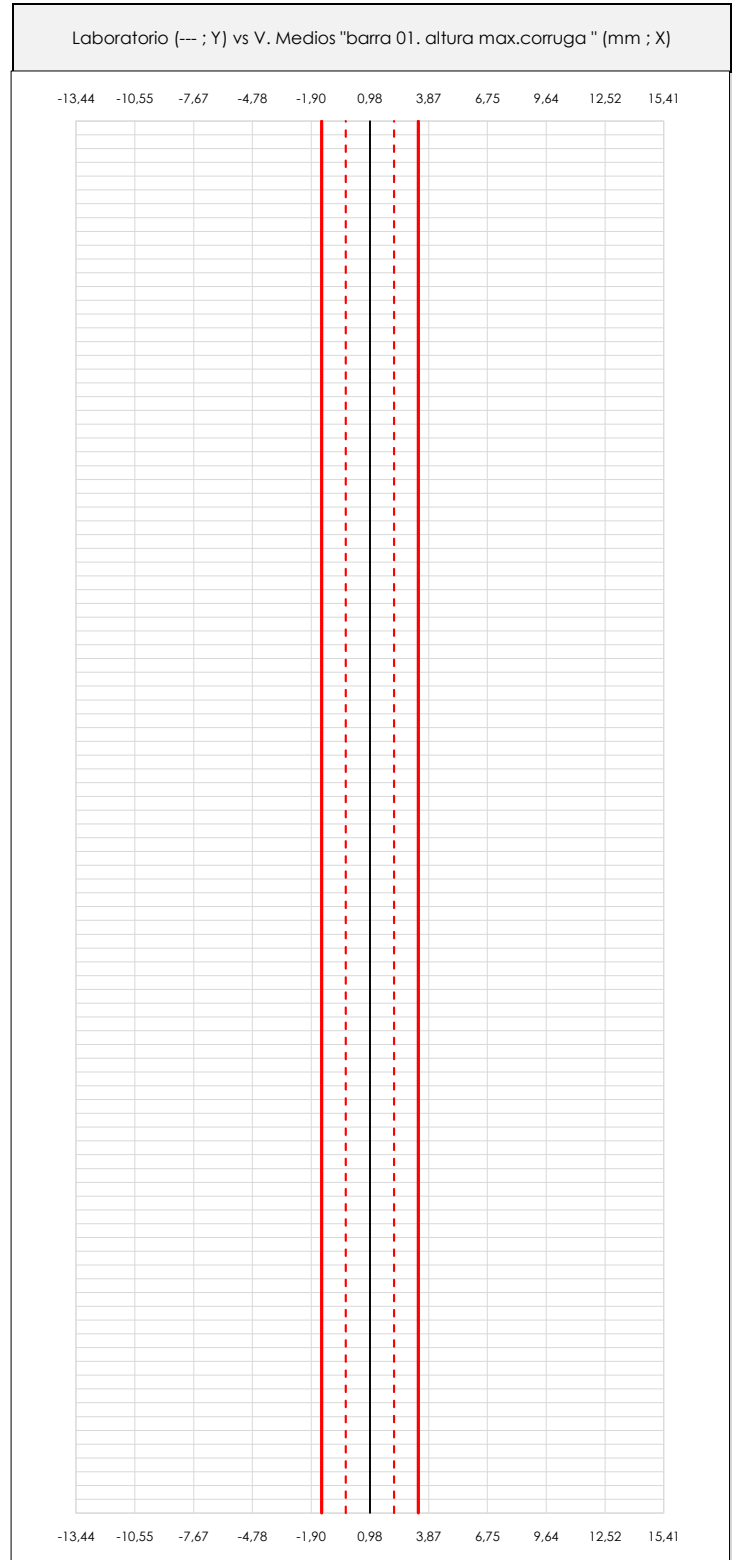 Laboratorio (--- ; Y) vs V. Medios "barra 01. altura max.corruga " (mm ; X)
-13,44 -10,55 -7,67 -4,78 -1,90 0,98 3,87 6,75 9,64 12,52 15,41
-13,44 -10,55 -7,67 -4,78 -1,90 0,98 3,87 6,75 9,64 12,52 15,41